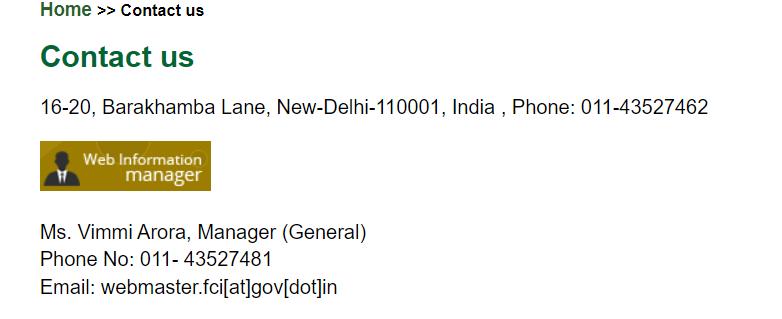 Home >> Contact us
Contact us
16-20, Barakhamba Lane, New-Delhi-110001, India , Phone: 011-43527462
Web Information
manager
Ms. Vimmi Arora, Manager (General)
Phone No: 011- 43527481
Email: webmaster.fci[at]gov[dot]in